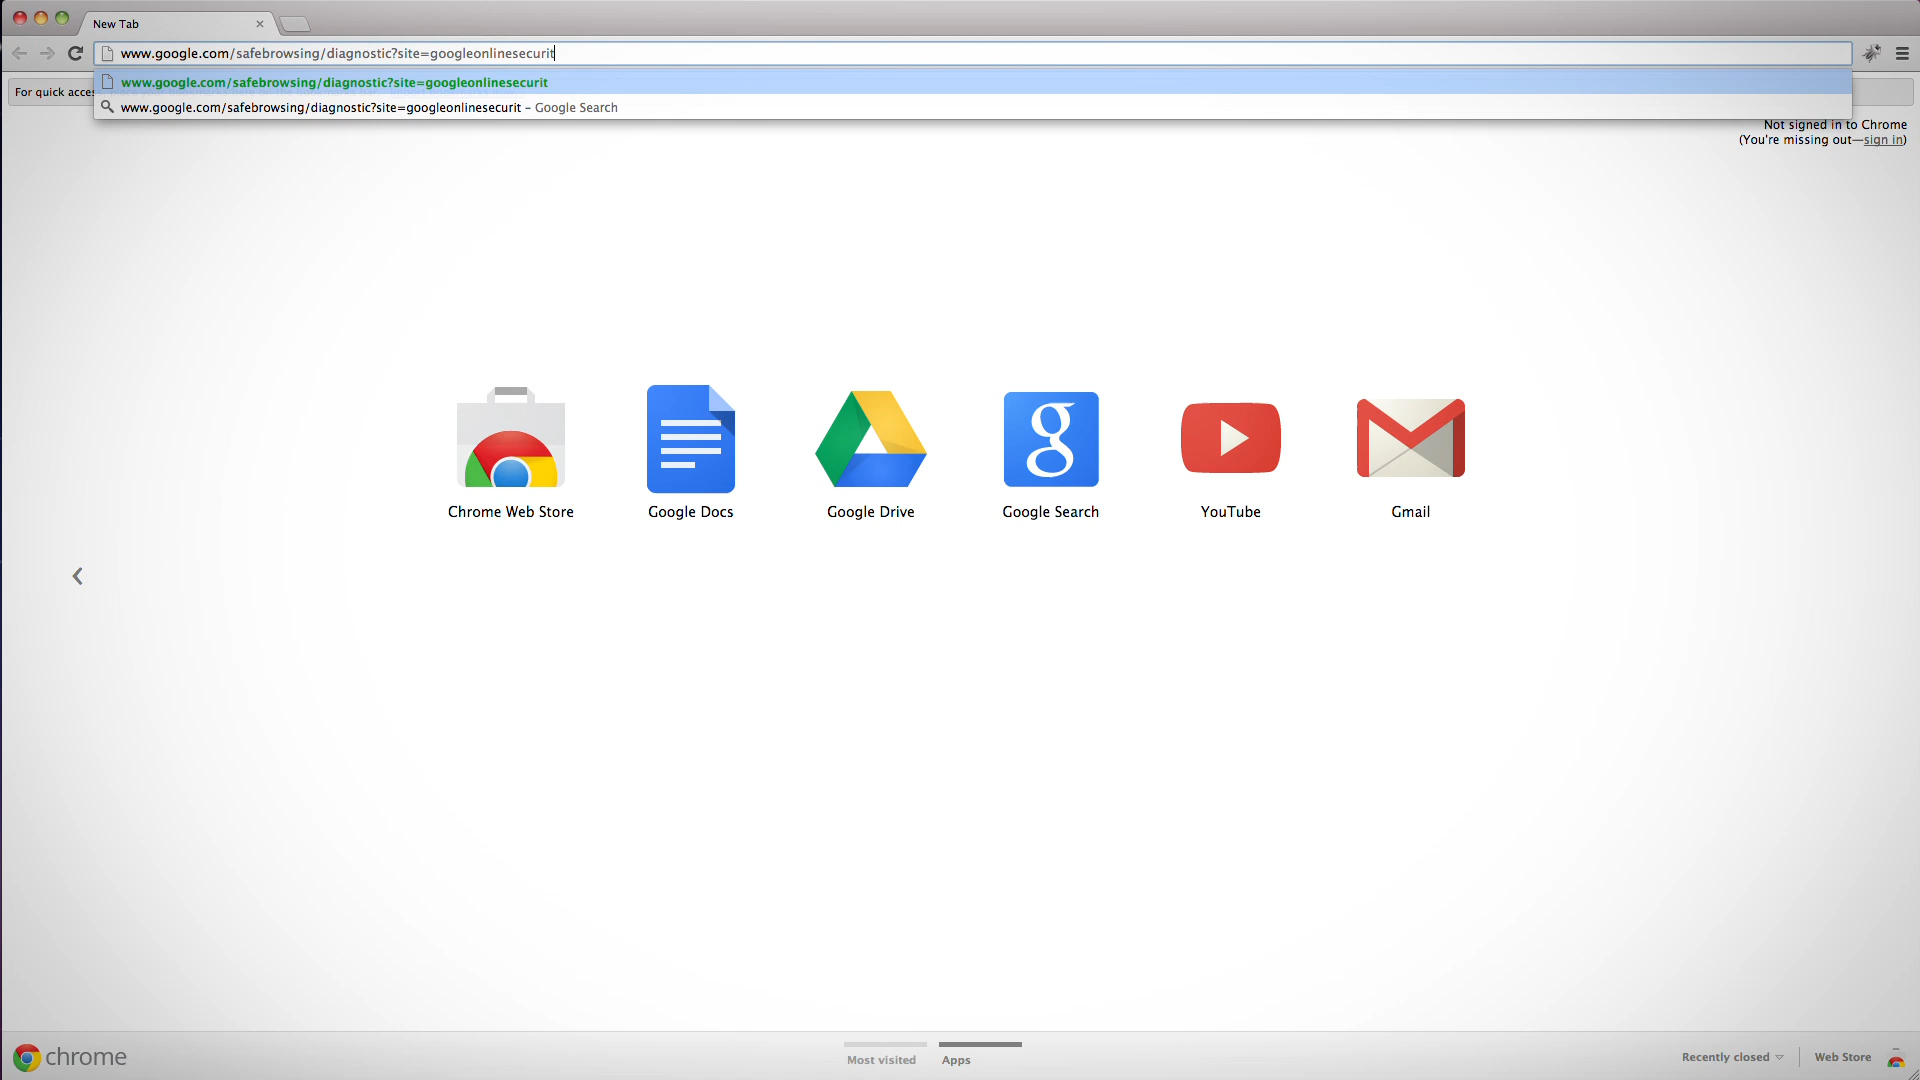 New Tab
www.google.com/safebrowsing/diagnostic?site=googleonlinesecurit
www.google.com/safebrowsing/diagnostic?site=googleonlinesecurit
For quick acces
www.google.com/safebrowsing/diagnostic?site=googleonlinesecurit – Google Search
Not signed in to Chrome
(You're missing out—sign in)
Chrome Web Store
Google Docs
Google Drive
Google Search
YouTube
Gmail
chrome
Most visited
Apps
Recently closed
Web Store